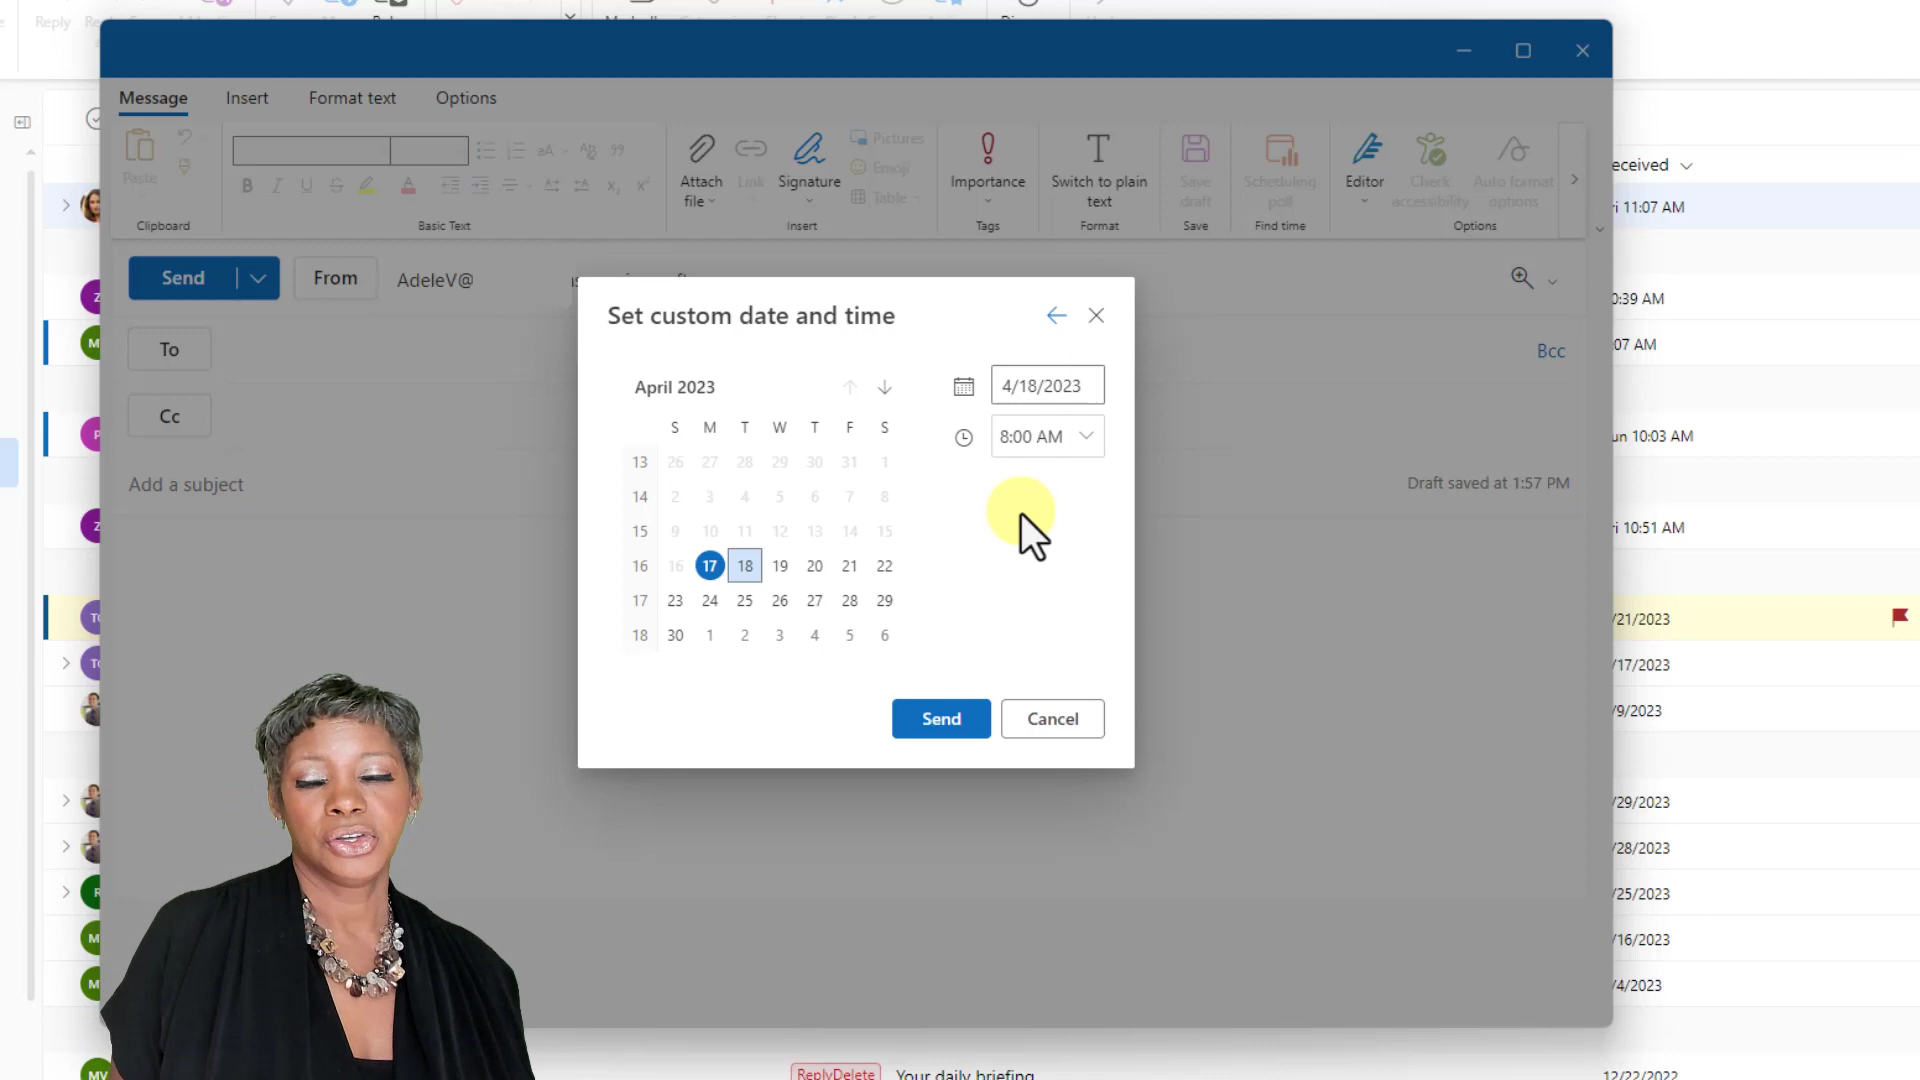 Reply
Message Insert Format text Options
Paste
Attach file
Link
Signature
Pictures
Emoji
Table
Importance
Switch to plain text
Save draft
Scheduling poll
Editor
Check accessibility
Auto format options
Clipboard Basic Text Insert Tags Format Save Find time Options
eceived
ri 11:07 AM
Send From AdeleV@
0:39 AM
To Bcc
07 AM
Cc
Add a subject
Draft saved at 1:57 PM
un 10:03 AM
ri 10:51 AM
/21/2023
/17/2023
/9/2023
/29/2023
/28/2023
/25/2023
/16/2023
/4/2023
Set custom date and time
April 2023
4/18/2023
8:00 AM
S M T W T F S
13 26 27 28 29 30 31 1
14 2 3 4 5 6 7 8
15 9 10 11 12 13 14 15
16 16 17 18 19 20 21 22
17 23 24 25 26 27 28 29
18 30 1 2 3 4 5 6
Send Cancel
Z
M
P
Z
R
M
M
MV
ReplyDelete Your daily briefing 12/22/2022